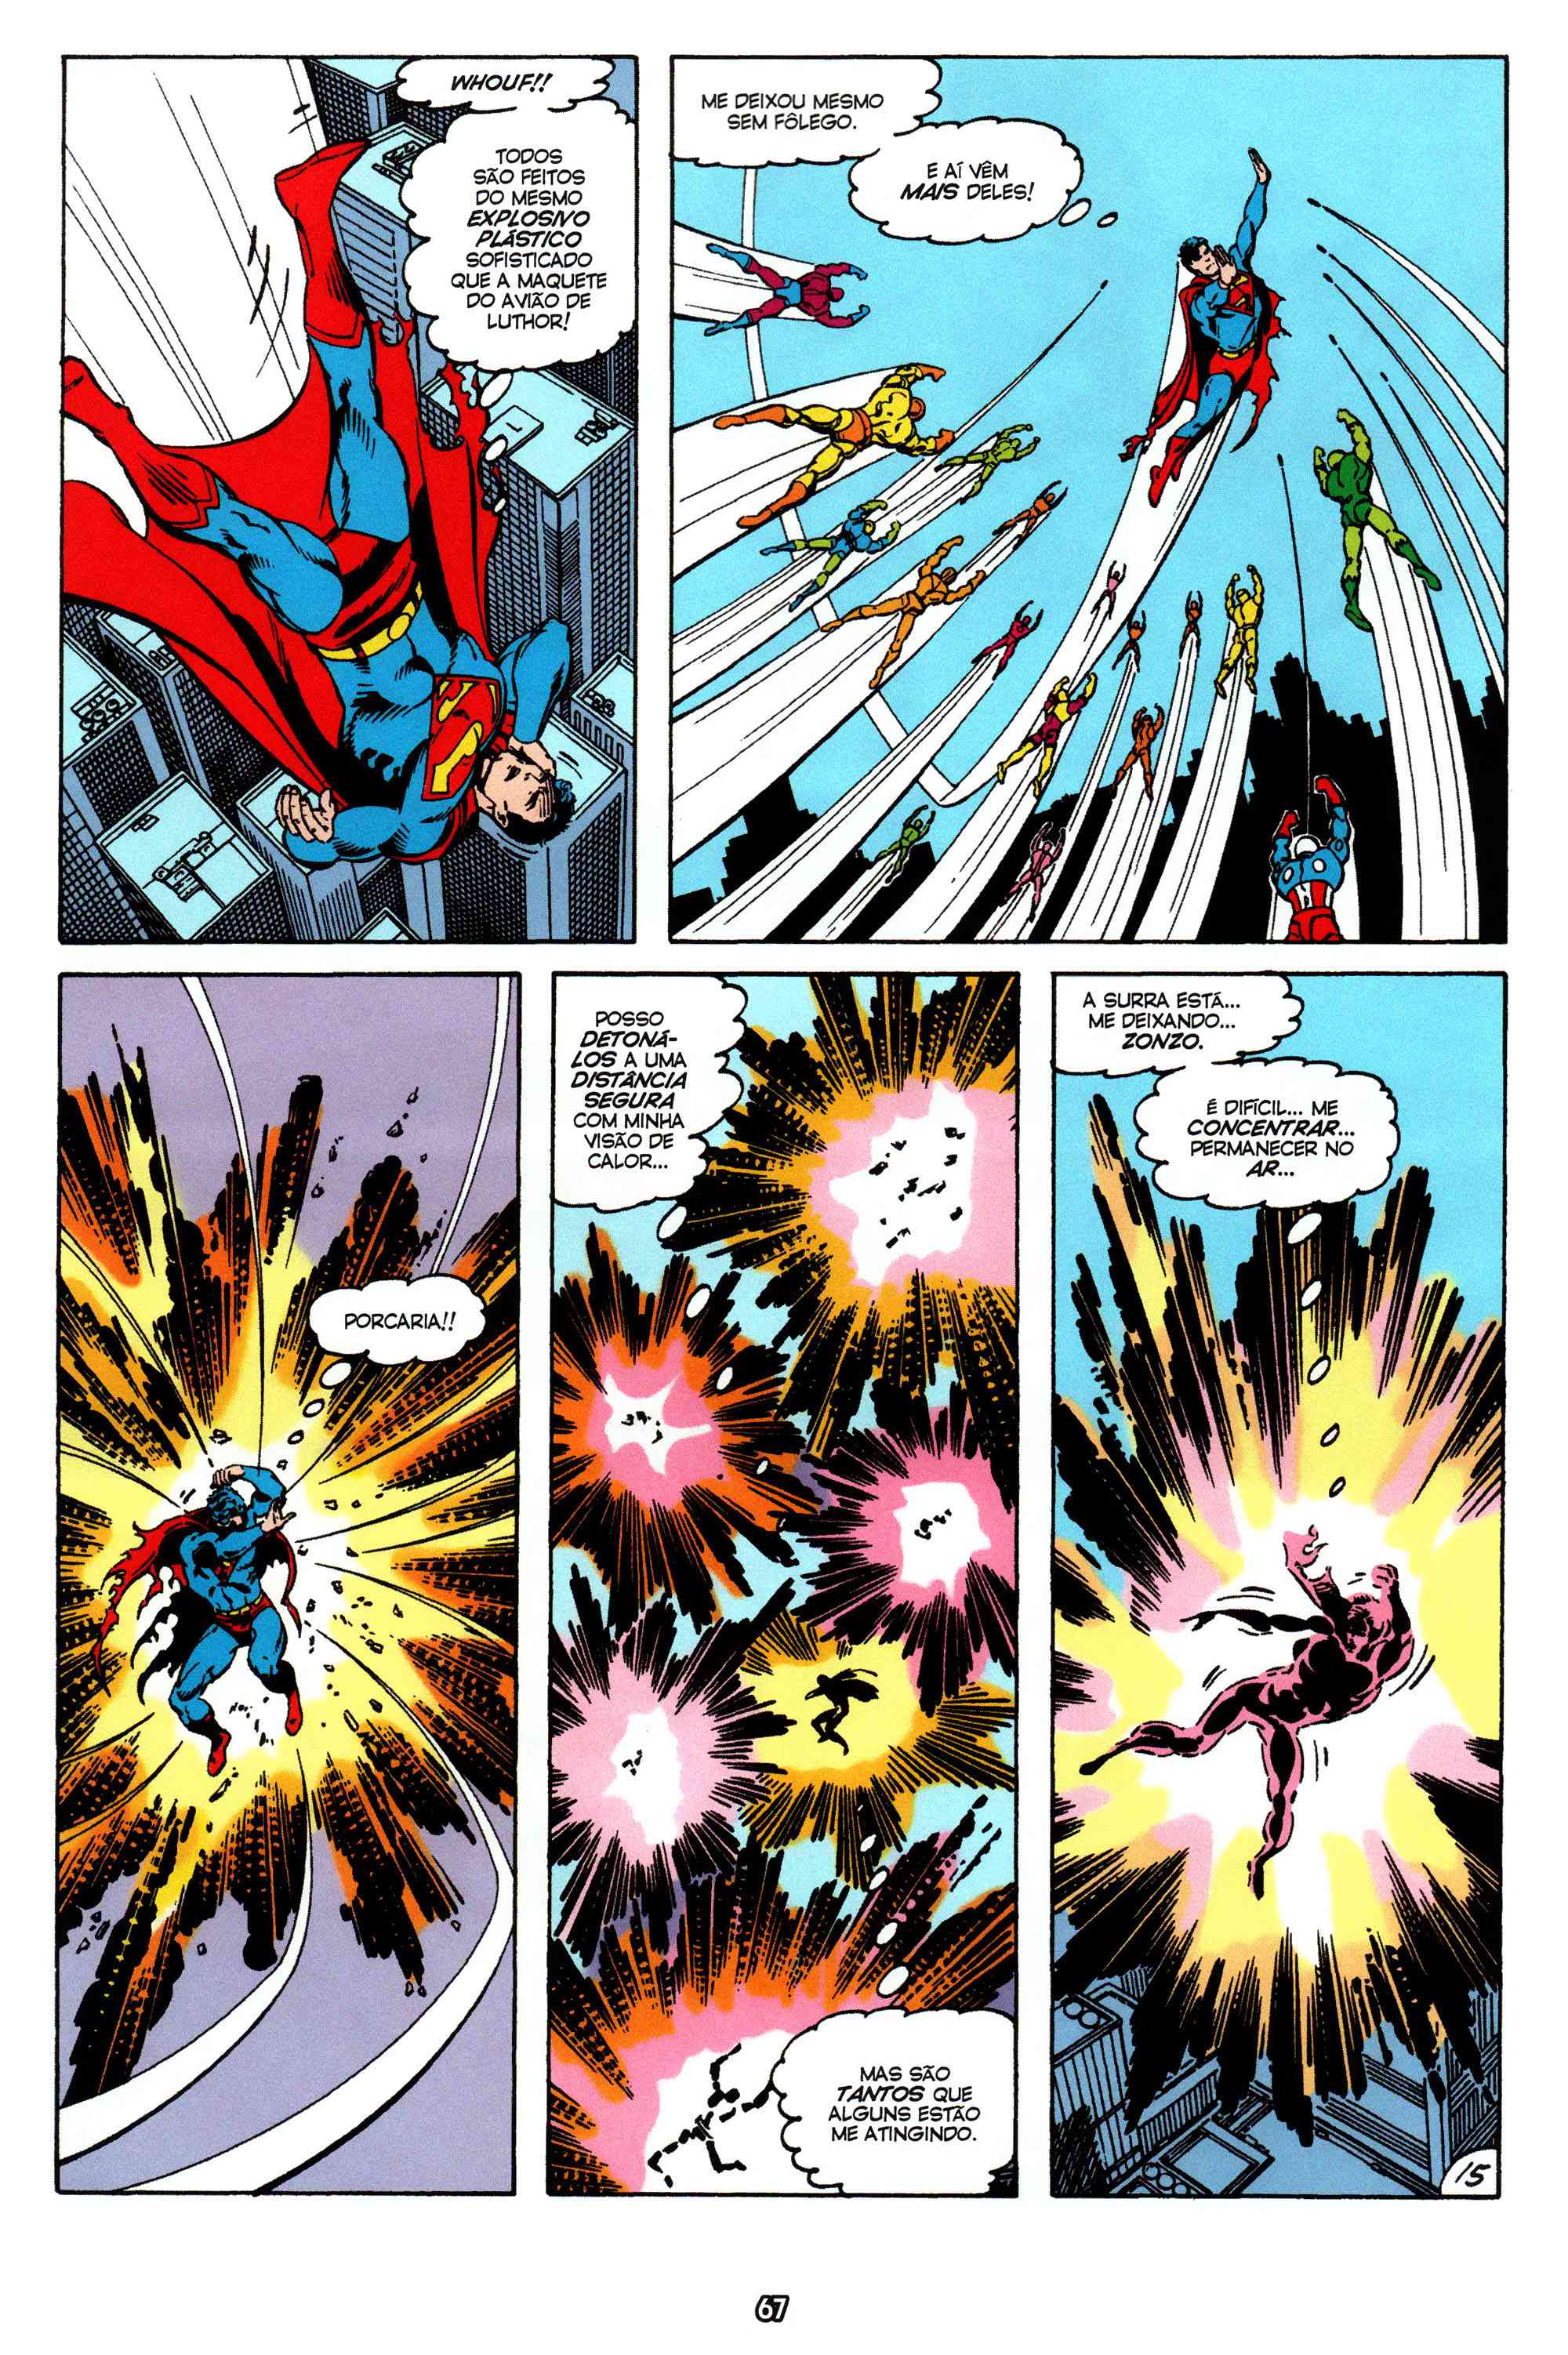 WHOUF!!
TODOS
SÃO FEITOS
DO MESMO
EXPLOSIVO
PLÁSTICO
SOFISTICADO
QUE A MAQUETE
DO AVIÃO DE
LUTHOR!
ME DEIXOU MESMO
SEM FÔLEGO.
E AÍ VÊM
MAIS DELES!
PORCARIA!!
POSSO
DETONÁ-
LOS A UMA
DISTÂNCIA
SEGURA
COM MINHA
VISÃO DE
CALOR...
MAS SÃO
TANTOS QUE
ALGUNS ESTÃO
ME ATINGINDO.
A SURRA ESTÁ...
ME DEIXANDO...
ZONZO.
É DIFÍCIL... ME
CONCENTRAR...
PERMANECER NO
AR...
15
67